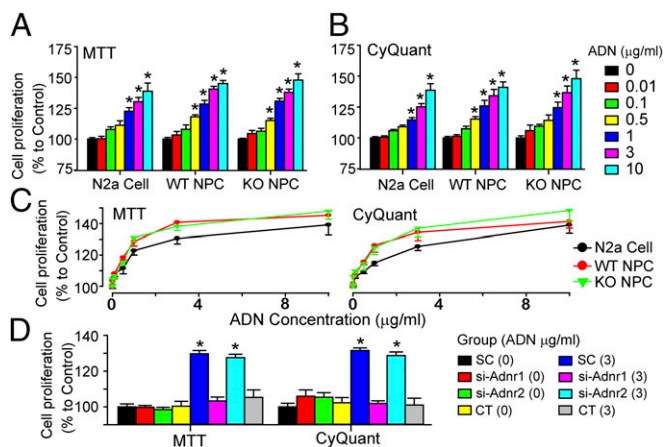 A
MTT
Cell proliferation
(% to Control)
175
150
125
100
75
* * * * * * * * * *
N2a Cell WT NPC KO NPC
B
CyQuant
175
150
125
100
75
* * * * * * * * * * *
N2a Cell WT NPC KO NPC
ADN (μg/ml)
0
0.01
0.1
0.5
1
3
10
C
MTT
CyQuant
Cell proliferation
(% to Control)
140
120
100
0 4 8
0 4 8
ADN Concentration (μg/ml)
N2a Cell
WT NPC
KO NPC
D
Cell proliferation
(% to Control)
140
120
100
* * * *
MTT CyQuant
Group (ADN μg/ml)
SC (0) SC (3)
si-Adnr1 (0) si-Adnr1 (3)
si-Adnr2 (0) si-Adnr2 (3)
CT (0) CT (3)